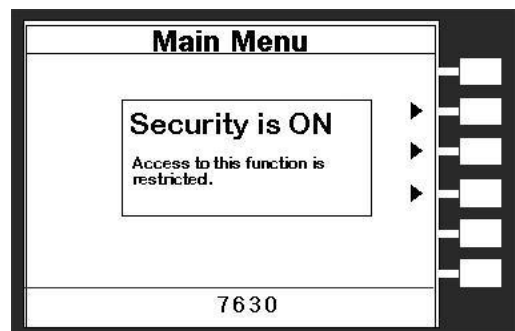 Main Menu
Security is ON
Access to this function is
restricted.
7630